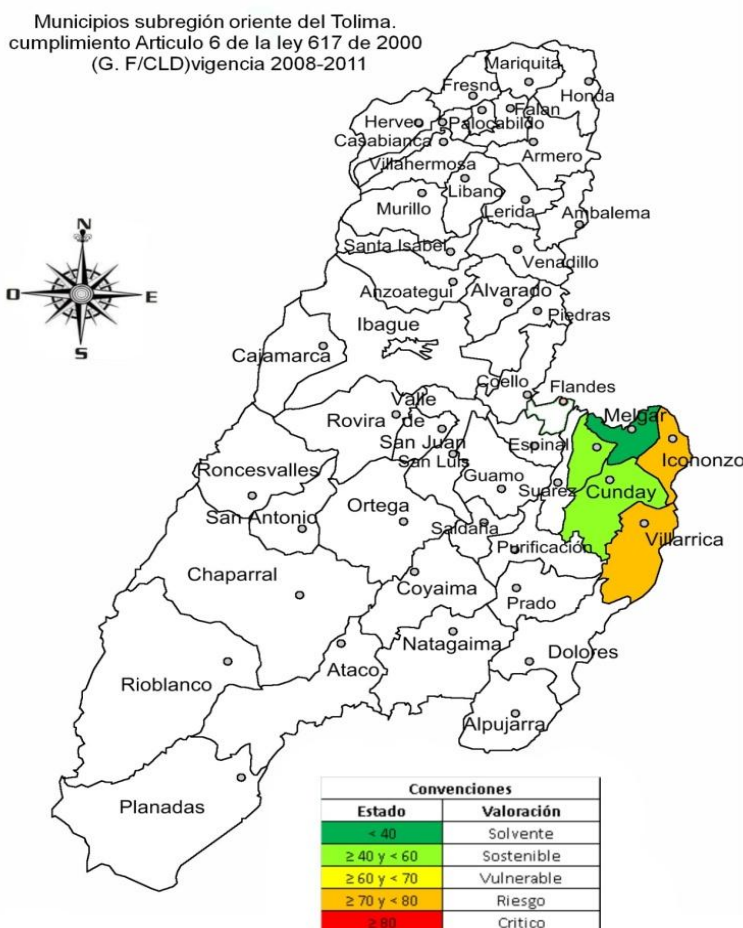 Municipios subregión oriente del Tolima.
cumplimiento Articulo 6 de la ley 617 de 2000
(G. F/CLD)vigencia 2008-2011
Mariquita
Fresno
Honda
Falan
Herveo
Palocabildo
Casabianca
Armero
Villahermosa
Libano
Murillo
Lerida
Ambalema
Santa Isabel
Venadillo
N
O
E
S
Anzoategui
Alvarado
Ibague
Piedras
Cajamarca
Coello
Flandes
Valle
Rovira
de
Melgar
San Juan
Espinal
Icononzo
San Luis
Roncesvalles
Guamo
Suarez
Cunday
Ortega
San Antonio
Saldaña
Villarrica
Purificación
Chaparral
Coyaima
Prado
Natagaima
Dolores
Ataco
Rioblanco
Alpujarra
Planadas
Convenciones
Estado Valoración
< 40 Solvente
≥ 40 y < 60 Sostenible
≥ 60 y < 70 Vulnerable
≥ 70 y < 80 Riesgo
≥ 80 Critico